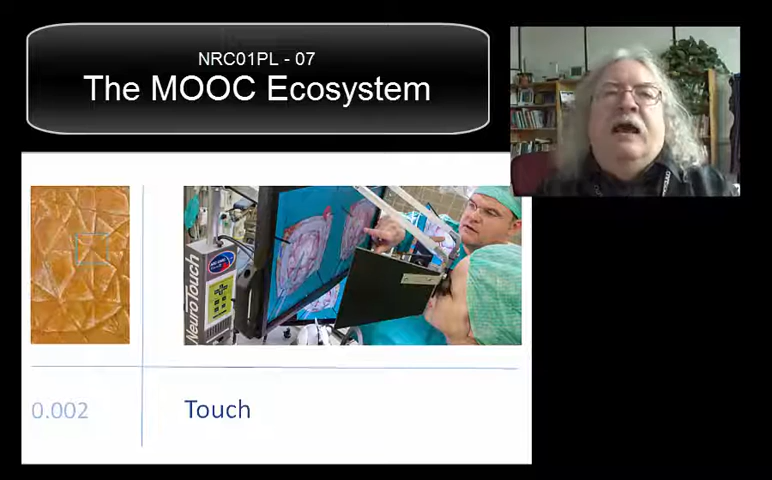 NRC01PL - 07
The MOOC Ecosystem
NeuroTouch
0.002
Touch